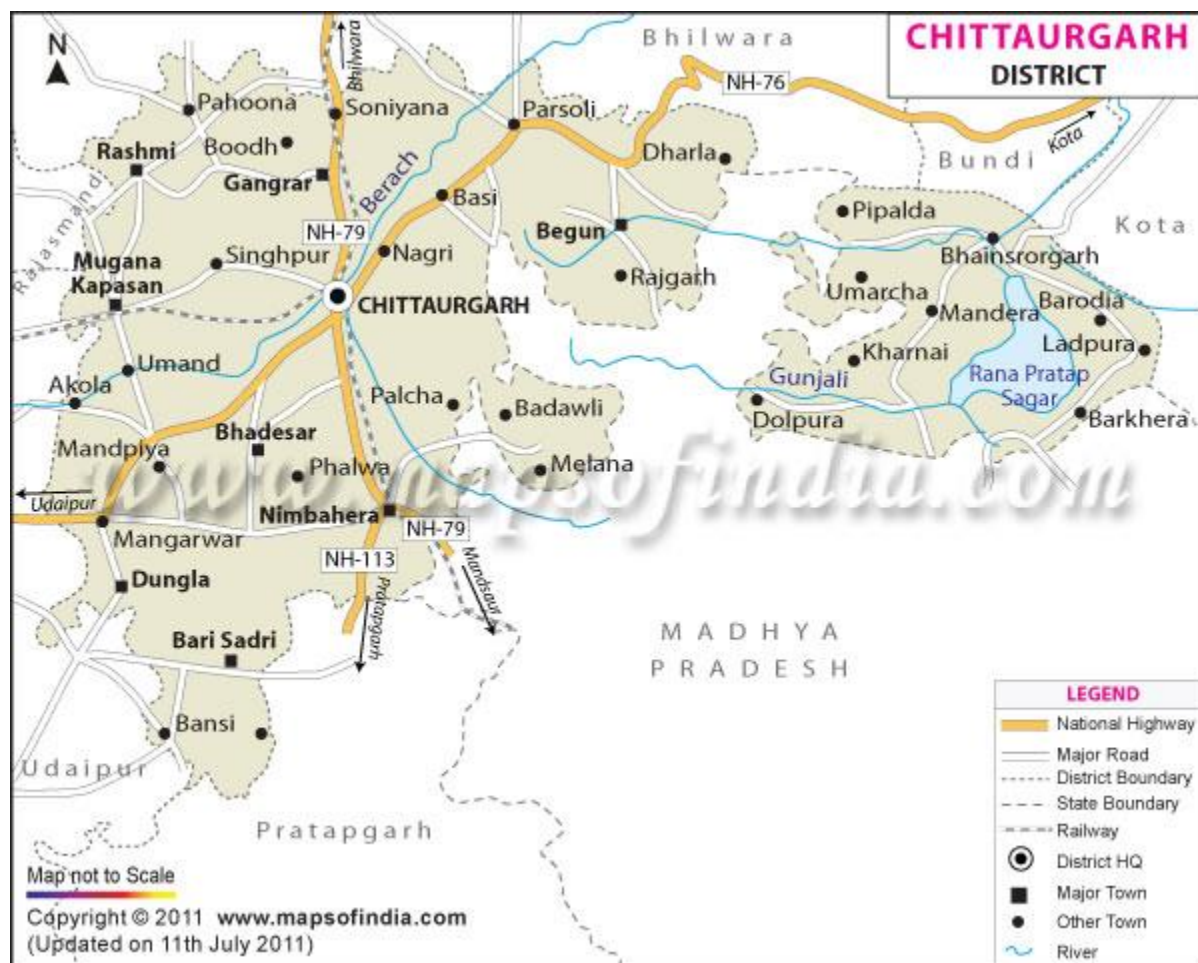 CHITTAURGARH
DISTRICT
N
Bhilwara
Bhilwara
NH-76
Kota
Bundi
Kota
Rajasmand
Pahoona
Soniyana
Parsoli
Boodh
Rashmi
Gangrar
Berach
Dharla
Basi
Pipalda
NH-79
Begun
Nagri
Singhpur
Bhainsrorgarh
Mugana
Kapasan
Rajgarh
Umarcha
CHITTAURGARH
Mandera
Barodia
Ladpura
Umand
Kharnai
Akola
Gunjali
Rana Pratap
Sagar
Palcha
Badawli
Dolpura
Barkhera
Bhadesar
Mandpiya
Phalwa
Melana
www.mapsofindia.com
Udaipur
Nimbahera
NH-79
Mangarwar
NH-113
Mandsaur
Pratapgarh
Dungla
MADHYA
PRADESH
Bari Sadri
Bansi
Udaipur
Pratapgarh
LEGEND
National Highway
Major Road
District Boundary
State Boundary
Railway
District HQ
Major Town
Other Town
River
Map not to Scale
Copyright © 2011 www.mapsofindia.com
(Updated on 11th July 2011)